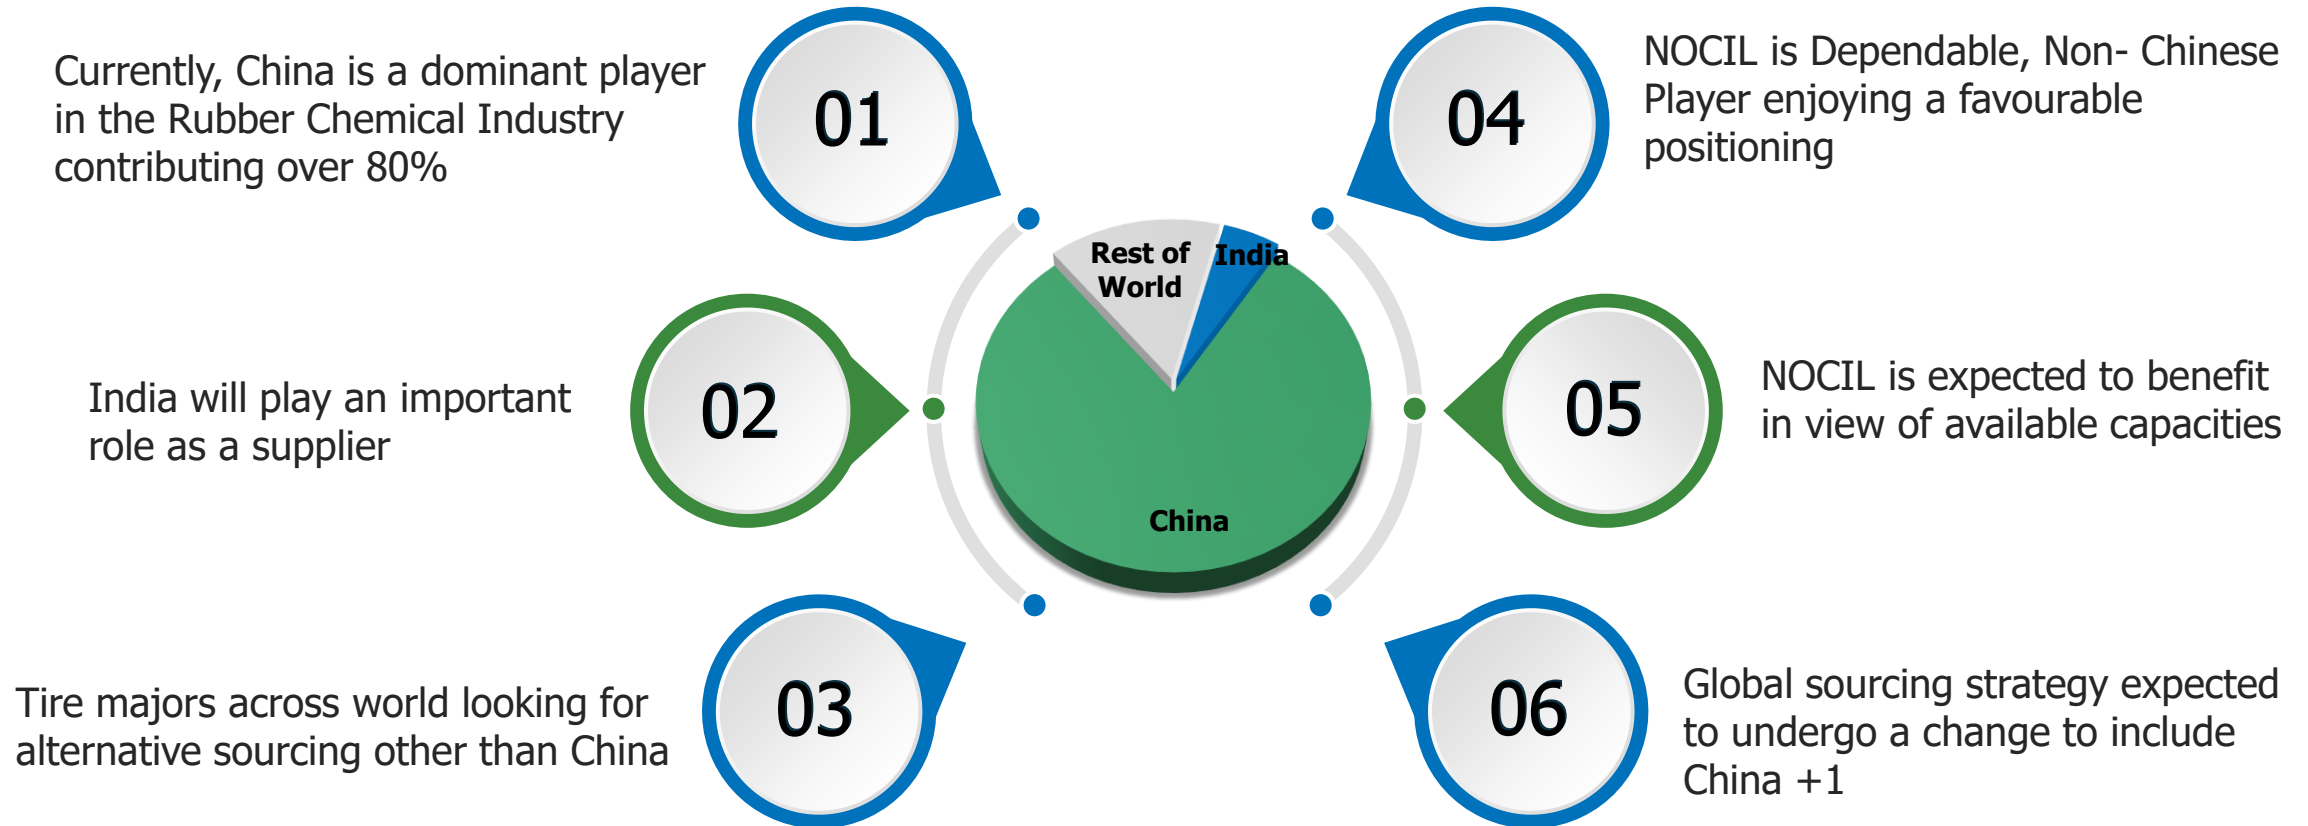 Currently, China is a dominant player
in the Rubber Chemical Industry
contributing over 80%
01
India will play an important
role as a supplier
02
Tire majors across world looking for
alternative sourcing other than China
03
Rest of
World
India
China
04
NOCIL is Dependable, Non- Chinese
Player enjoying a favourable
positioning
05
NOCIL is expected to benefit
in view of available capacities
06
Global sourcing strategy expected
to undergo a change to include
China +1